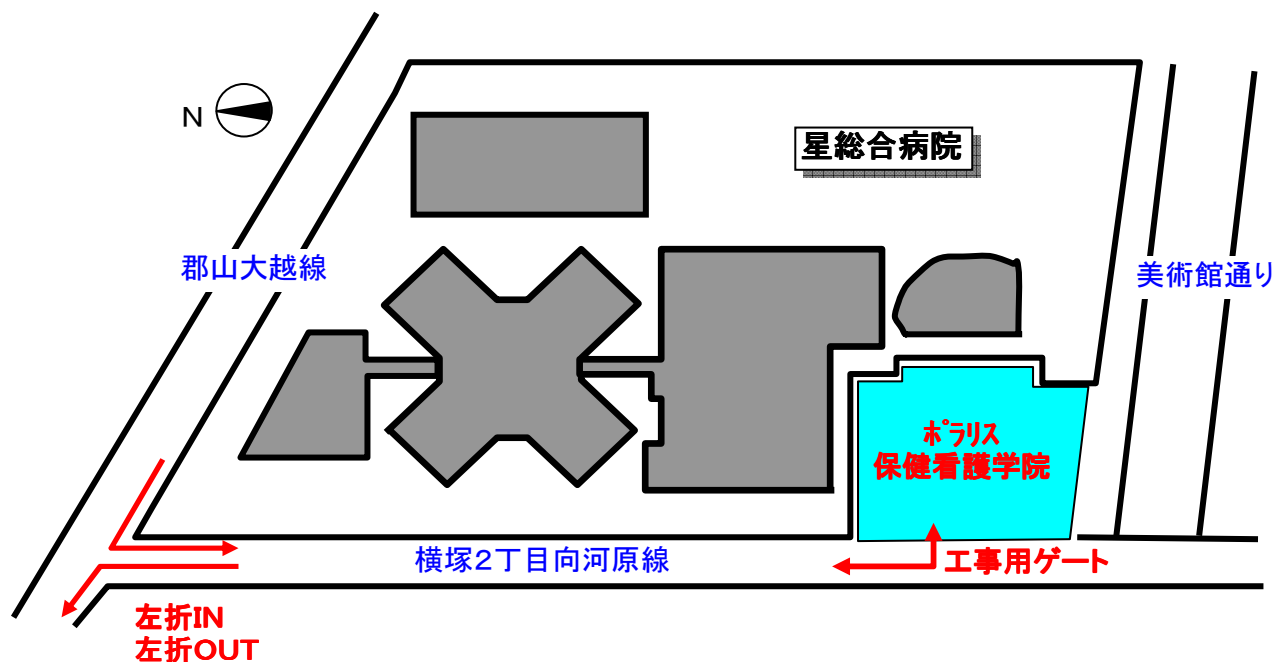 N
星総合病院
郡山大越線
美術館通り
ポラリス
保健看護学院
横塚2丁目向河原線
工事用ゲート
左折IN
左折OUT